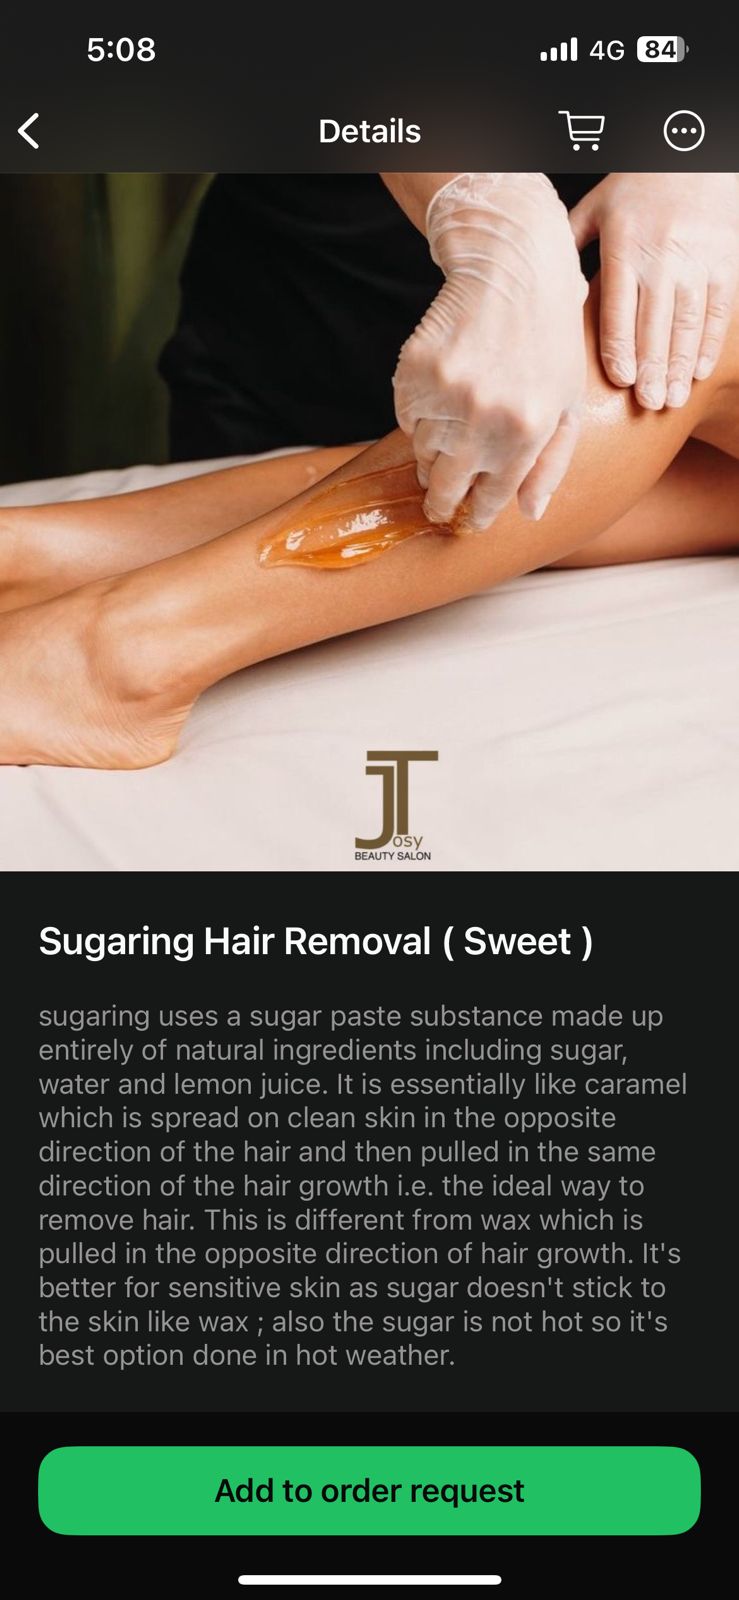 5:08
4G
84
Details
JT
osy
BEAUTY SALON
Sugaring Hair Removal ( Sweet )
sugaring uses a sugar paste substance made up
entirely of natural ingredients including sugar,
water and lemon juice. It is essentially like caramel
which is spread on clean skin in the opposite
direction of the hair and then pulled in the same
direction of the hair growth i.e. the ideal way to
remove hair. This is different from wax which is
pulled in the opposite direction of hair growth. It's
better for sensitive skin as sugar doesn't stick to
the skin like wax ; also the sugar is not hot so it's
best option done in hot weather.
Add to order request